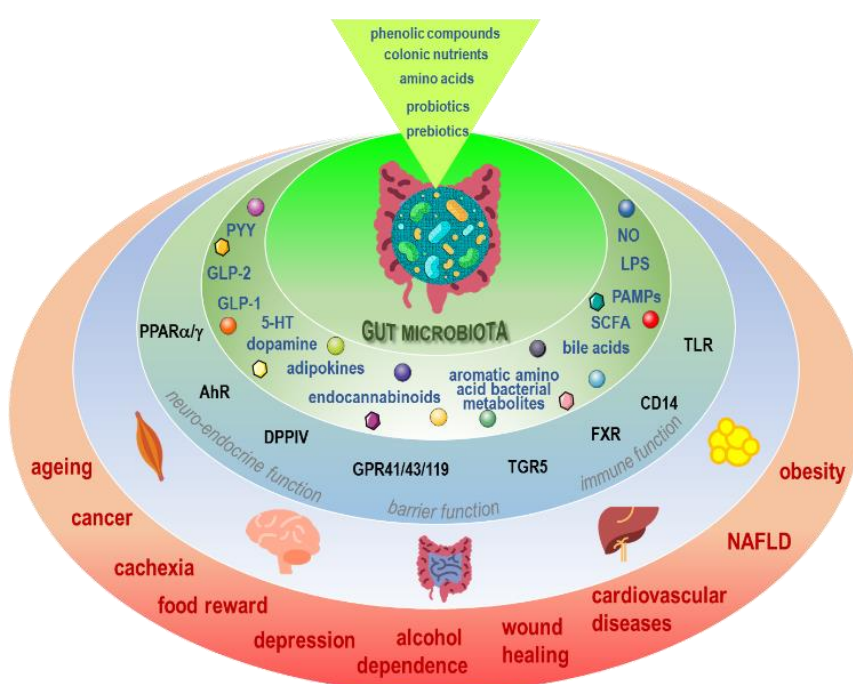 phenolic compounds
colonic nutrients
amino acids
probiotics
prebiotics
PYY
GLP-2
GLP-1
5-HT
dopamine
adipokines
endocannabinoids
NO
LPS
PAMPs
SCFA
bile acids
aromatic amino
acid bacterial
metabolites
GUT MICROBIOTA
PPARα/γ
AhR
DPPIV
GPR41/43/119
TGR5
FXR
CD14
TLR
neuro-endocrine function
barrier function
immune function
ageing
cancer
cachexia
food reward
depression
alcohol
dependence
wound
healing
cardiovascular
diseases
NAFLD
obesity